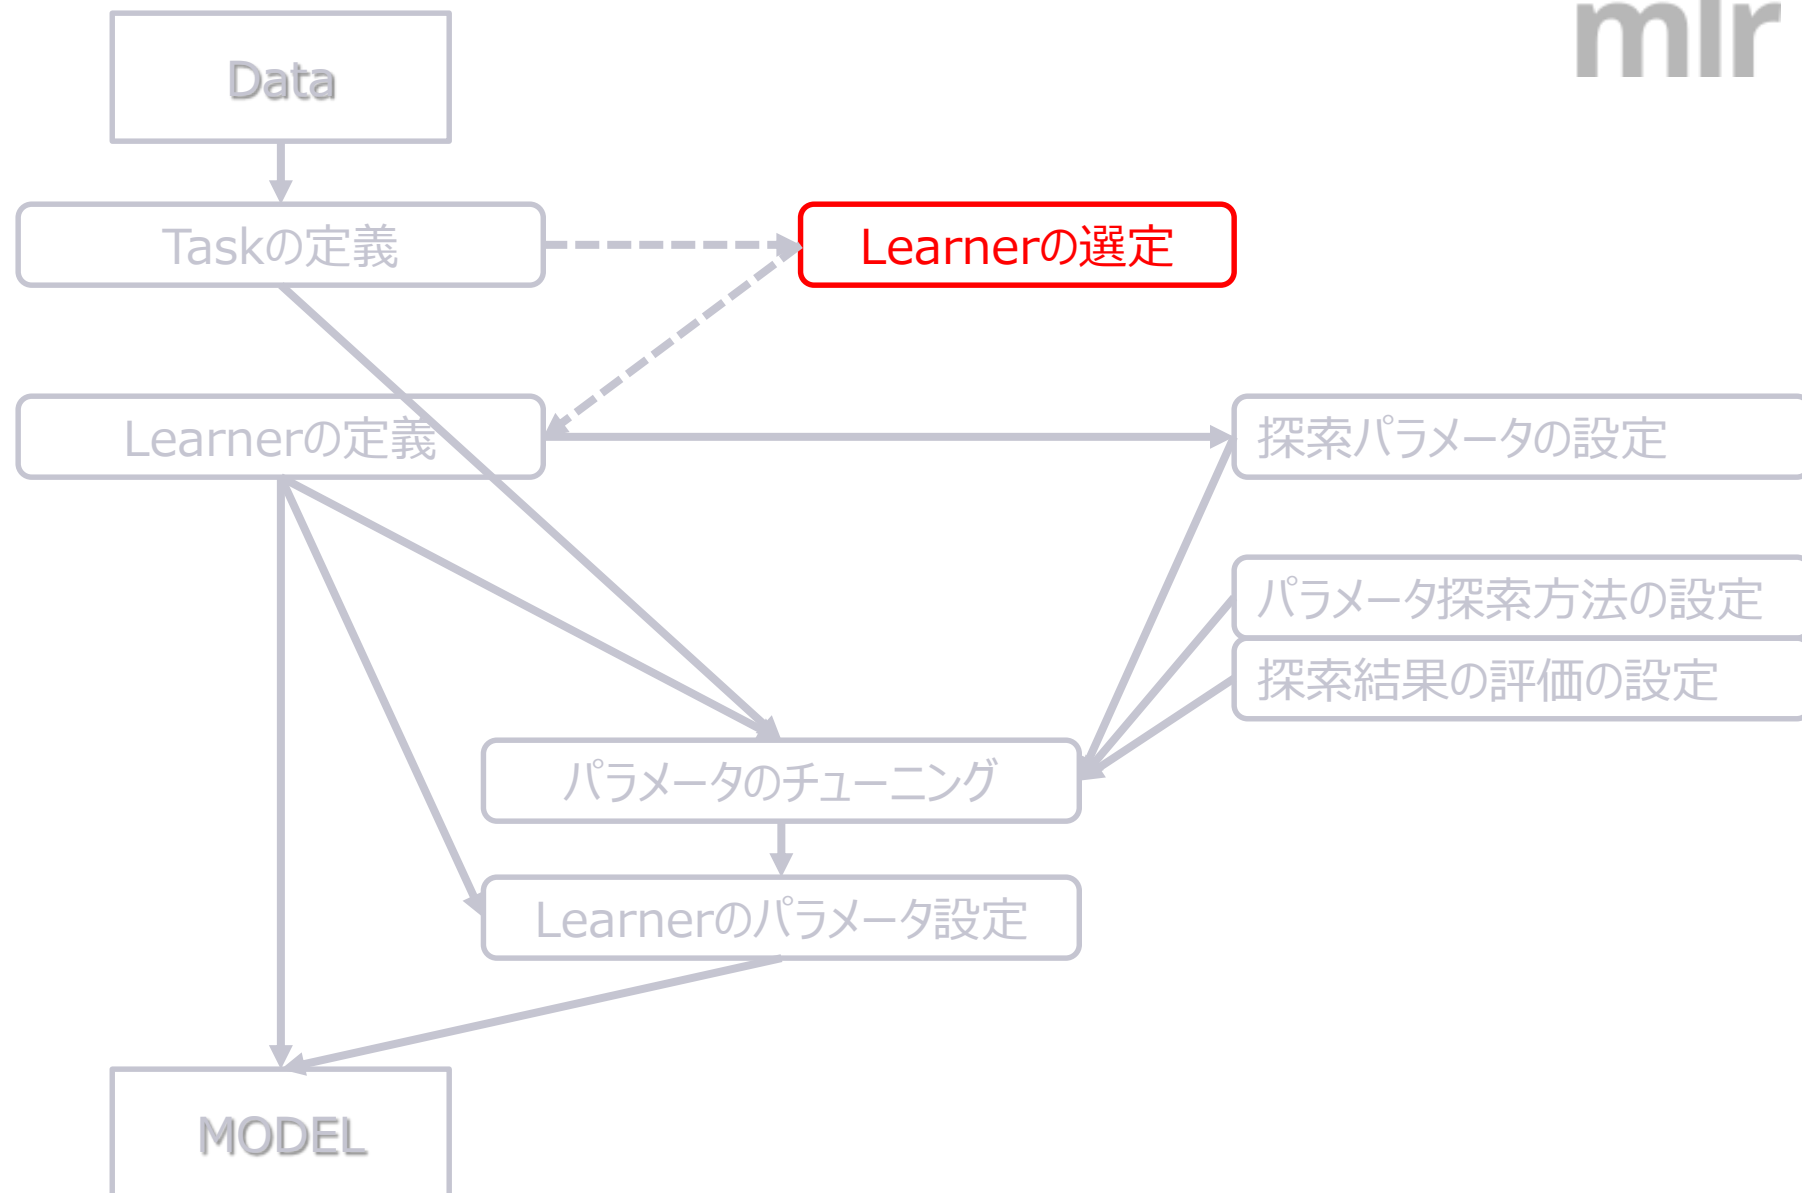 mlr
Data
Taskの定義
Learnerの選定
Learnerの定義
探索パラメータの設定
パラメータ探索方法の設定
探索結果の評価の設定
パラメータのチューニング
Learnerのパラメータ設定
MODEL